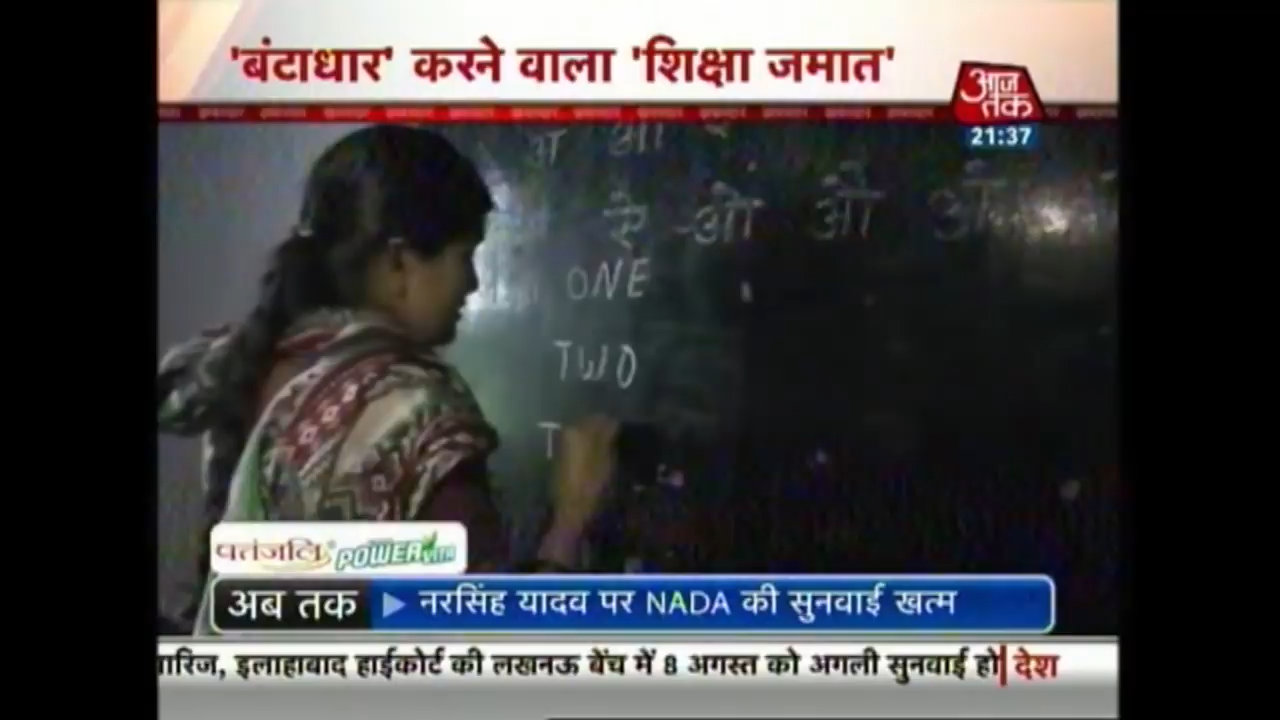 'बंटाधार' करने वाला 'शिक्षा जमात'
आज
तक
21:37
अ आ
ऐ ओ औ
ONE
TWO
T
पतंजलि POWERVITA
अब तक नरसिंह यादव पर NADA की सुनवाई खत्म
ारिज, इलाहाबाद हाईकोर्ट की लखनऊ बेंच में 8 अगस्त को अगली सुनवाई हो देश